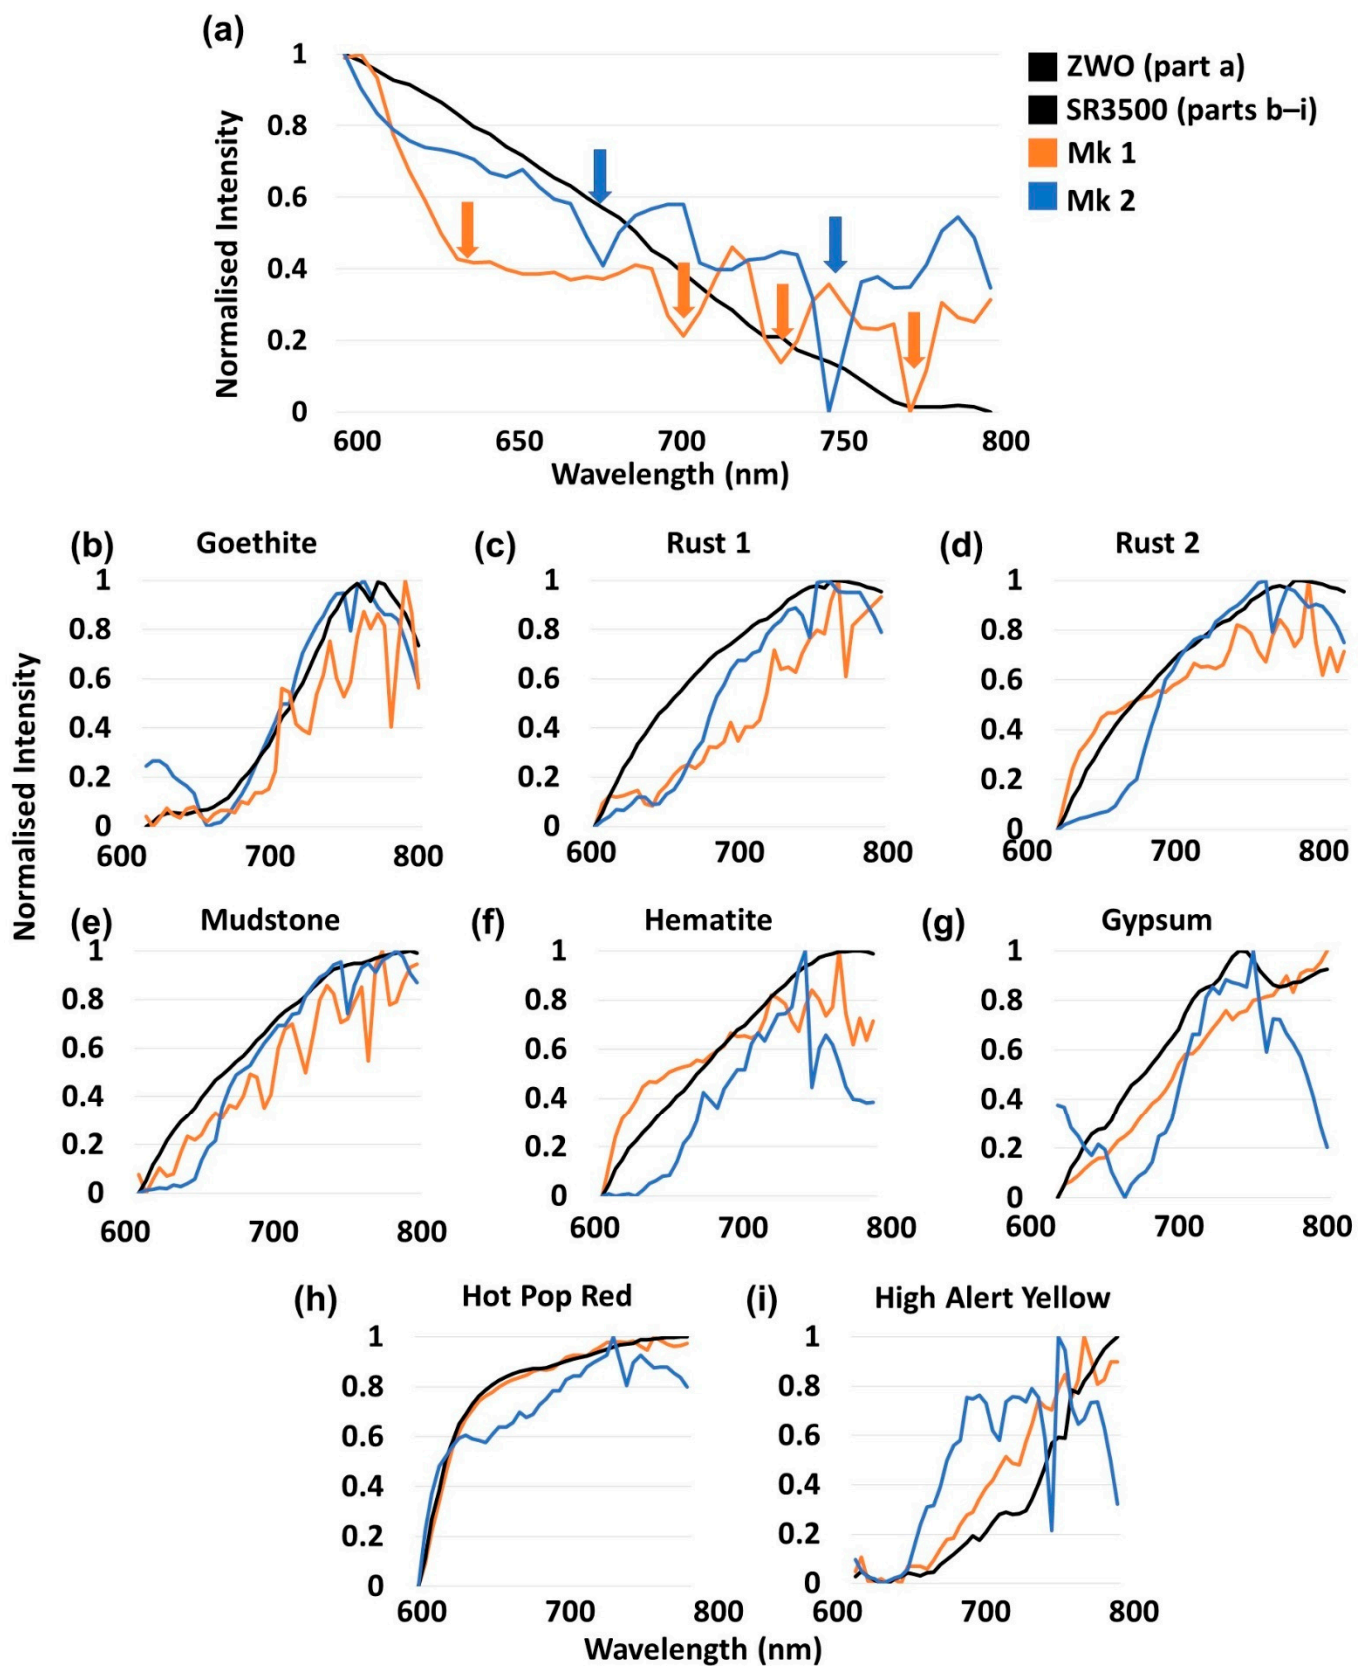 (a)
1
0.8
0.6
0.4
0.2
0
Normalised Intensity
600 650 700 750 800
Wavelength (nm)
ZWO (part a)
SR3500 (parts b–i)
Mk 1
Mk 2
Normalised Intensity
(b) Goethite
1
0.8
0.6
0.4
0.2
0
600 700 800
(c) Rust 1
1
0.8
0.6
0.4
0.2
0
600 700 800
(d) Rust 2
1
0.8
0.6
0.4
0.2
0
600 700 800
(e) Mudstone
1
0.8
0.6
0.4
0.2
0
600 700 800
(f) Hematite
1
0.8
0.6
0.4
0.2
0
600 700 800
(g) Gypsum
1
0.8
0.6
0.4
0.2
0
600 700 800
(h) Hot Pop Red
1
0.8
0.6
0.4
0.2
0
600 700 800
(i) High Alert Yellow
1
0.8
0.6
0.4
0.2
0
600 700 800
Wavelength (nm)